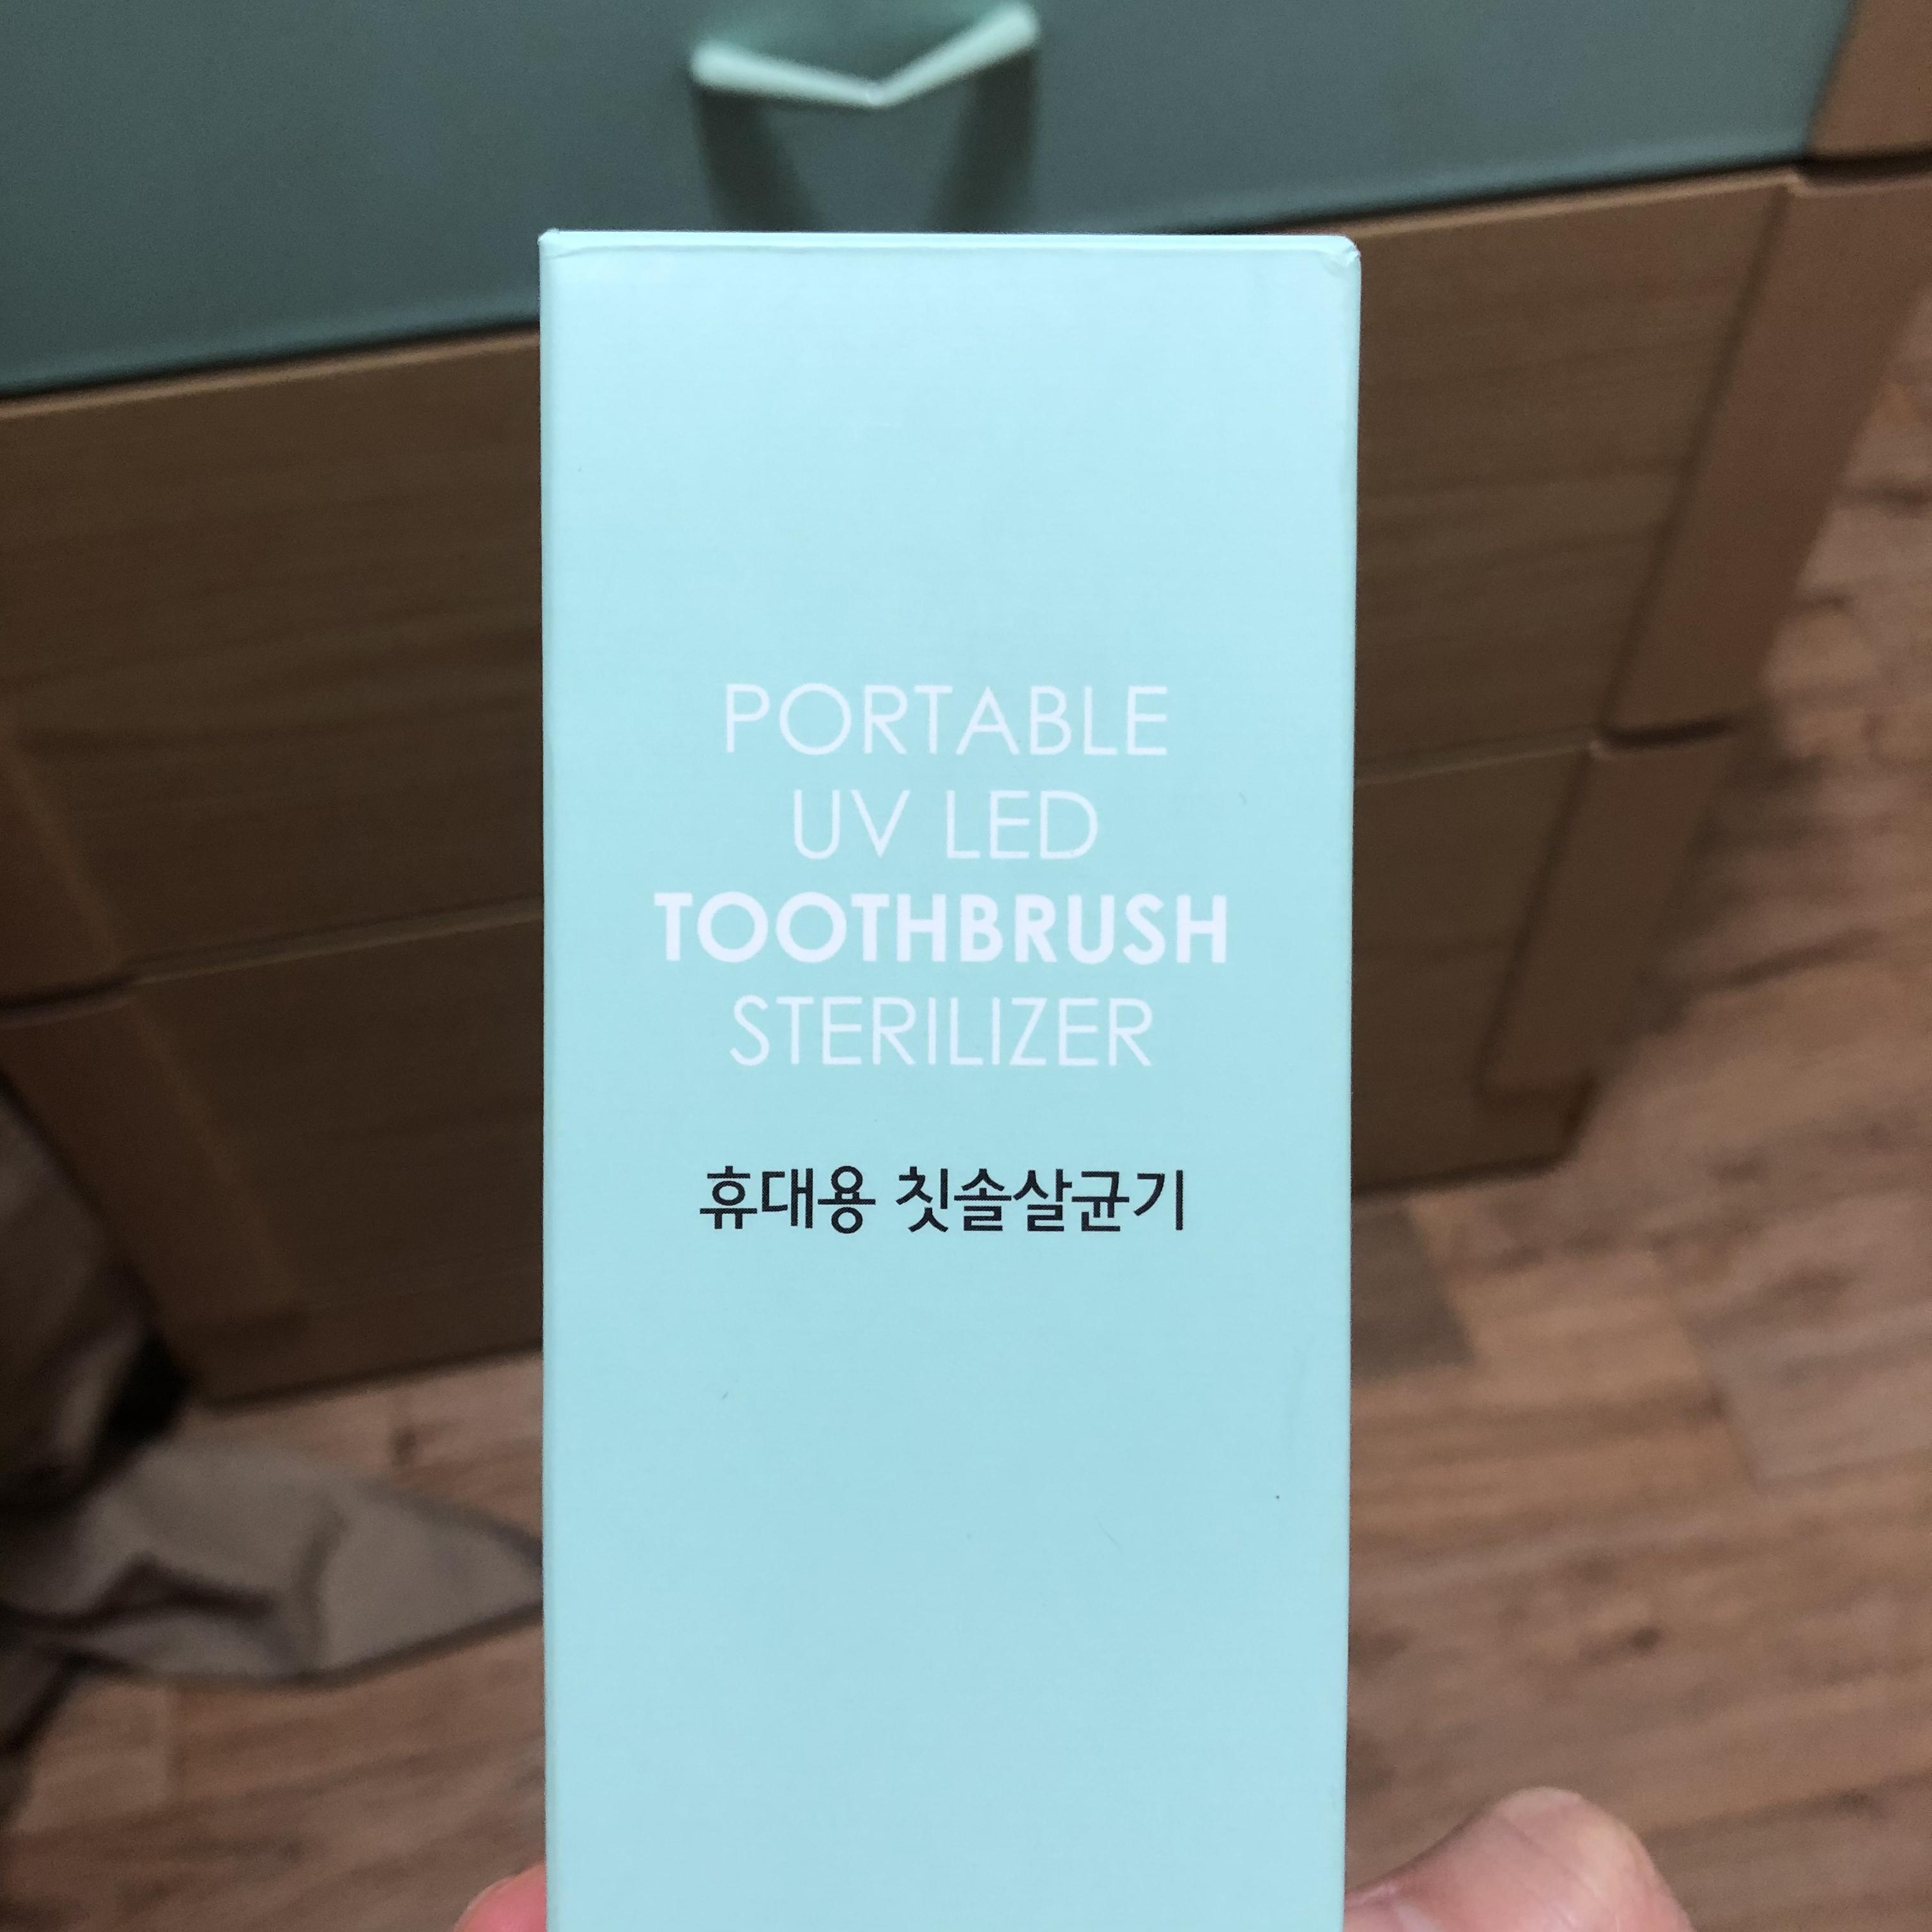 PORTABLE
UV LED
TOOTHBRUSH
STERILIZER
휴대용 칫솔살균기